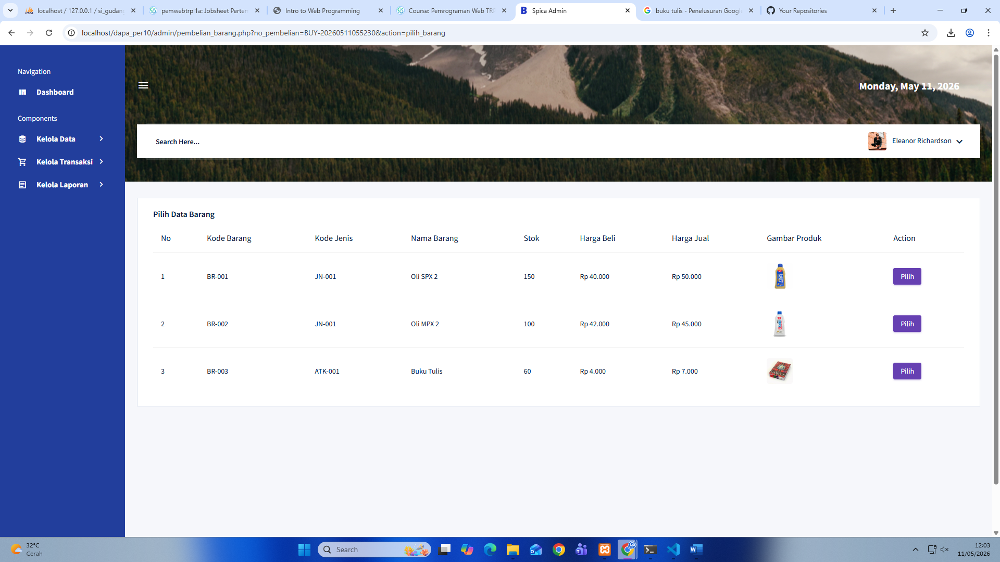 localhost / 127.0.0.1 / si_gudang
pemwebtrpl1a: Jobsheet Pertem
Intro to Web Programming
Course: Pemrograman Web TRP
Spica Admin
buku tulis - Penelusuran Google
Your Repositories
localhost/dapa_per10/admin/pembelian_barang.php?no_pembelian=BUY-20260511055230&action=pilih_barang
Navigation
Dashboard
Components
Kelola Data
Kelola Transaksi
Kelola Laporan
Monday, May 11, 2026
Search Here...
Eleanor Richardson
Pilih Data Barang
No Kode Barang Kode Jenis Nama Barang Stok Harga Beli Harga Jual Gambar Produk Action
1 BR-001 JN-001 Oli SPX 2 150 Rp 40.000 Rp 50.000 Pilih
2 BR-002 JN-001 Oli MPX 2 100 Rp 42.000 Rp 45.000 Pilih
3 BR-003 ATK-001 Buku Tulis 60 Rp 4.000 Rp 7.000 Pilih
32°C
Cerah
Search
12:03
11/05/2026